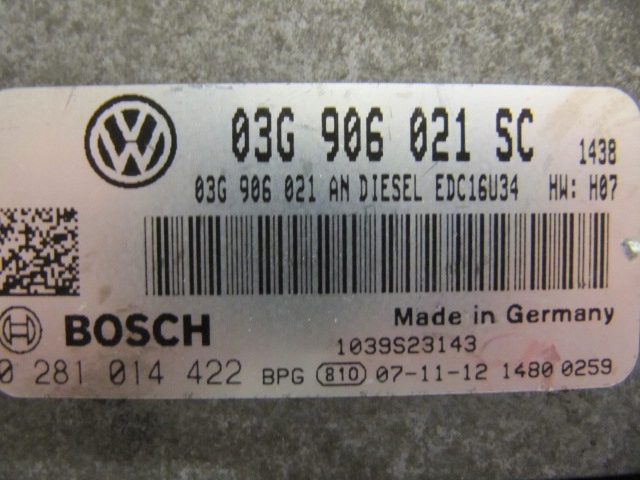 03G 906 021 SC 1438
03G 906 021 AN DIESEL EDC16U34 HW: H07
Made in Germany
BOSCH
1039S23143
0 281 014 422 BPG 810 07-11-12 1480 0259